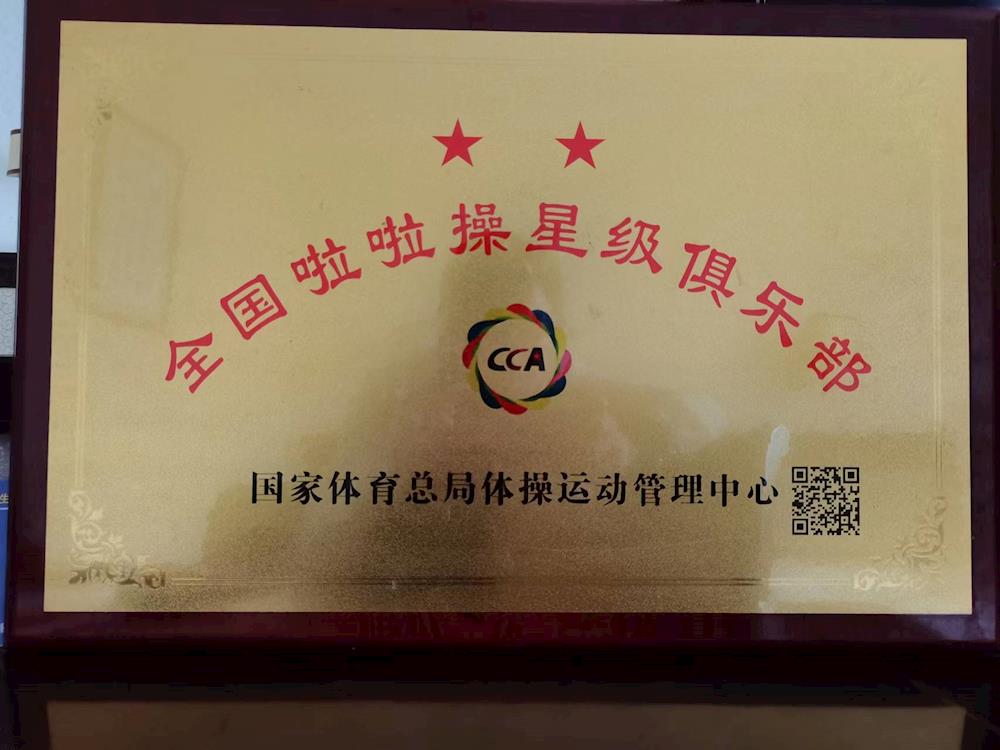 全国啦啦操星级俱乐部
CCA
国家体育总局体操运动管理中心
生